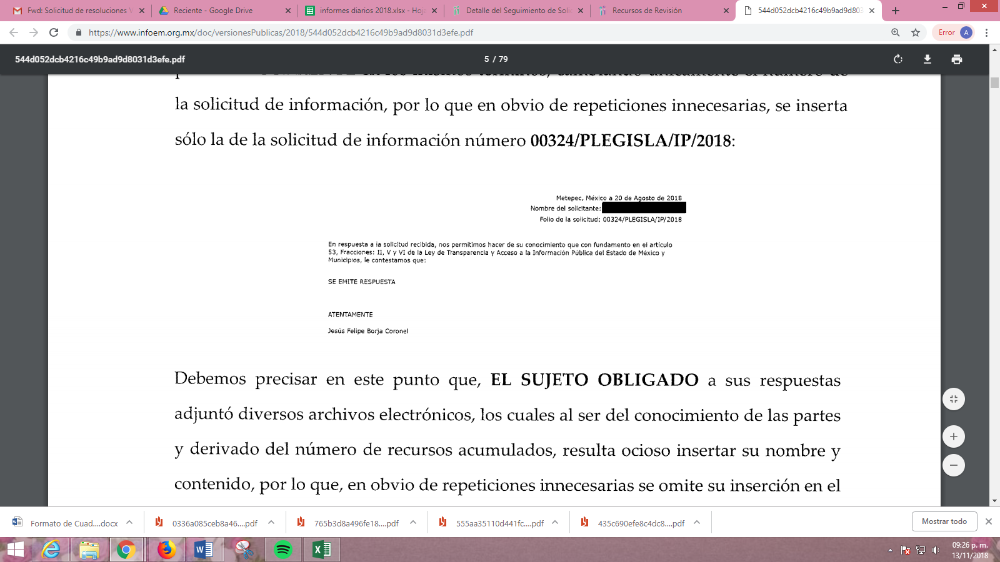 Fwd: Solicitud de resoluciones V
Reciente - Google Drive
informes diarios 2018.xlsx - Hoja
Detalle del Seguimiento de Solic
Recursos de Revisión
544d052dcb4216c49b9ad9d803
https://www.infoem.org.mx/doc/versionesPublicas/2018/544d052dcb4216c49b9ad9d8031d3efe.pdf
Error A
544d052dcb4216c49b9ad9d8031d3efe.pdf
5 / 79
la solicitud de información, por lo que en obvio de repeticiones innecesarias, se inserta
sólo la de la solicitud de información número 00324/PLEGISLA/IP/2018:
Metepec, México a 20 de Agosto de 2018
Nombre del solicitante:
Folio de la solicitud: 00324/PLEGISLA/IP/2018
En respuesta a la solicitud recibida, nos permitimos hacer de su conocimiento que con fundamento en el artículo
53, Fracciones: II, V y VI de la Ley de Transparencia y Acceso a la Información Pública del Estado de México y
Municipios, le contestamos que:
SE EMITE RESPUESTA
ATENTAMENTE
Jesús Felipe Borja Coronel
Debemos precisar en este punto que, EL SUJETO OBLIGADO a sus respuestas
adjuntó diversos archivos electrónicos, los cuales al ser del conocimiento de las partes
y derivado del número de recursos acumulados, resulta ocioso insertar su nombre y
contenido, por lo que, en obvio de repeticiones innecesarias se omite su inserción en el
Formato de Cuad....docx
0336a085ceb8a46....pdf
765b3d8a496fe18....pdf
555aa35110d441fc....pdf
435c690efe8c4dc8....pdf
Mostrar todo
09:26 p. m.
13/11/2018